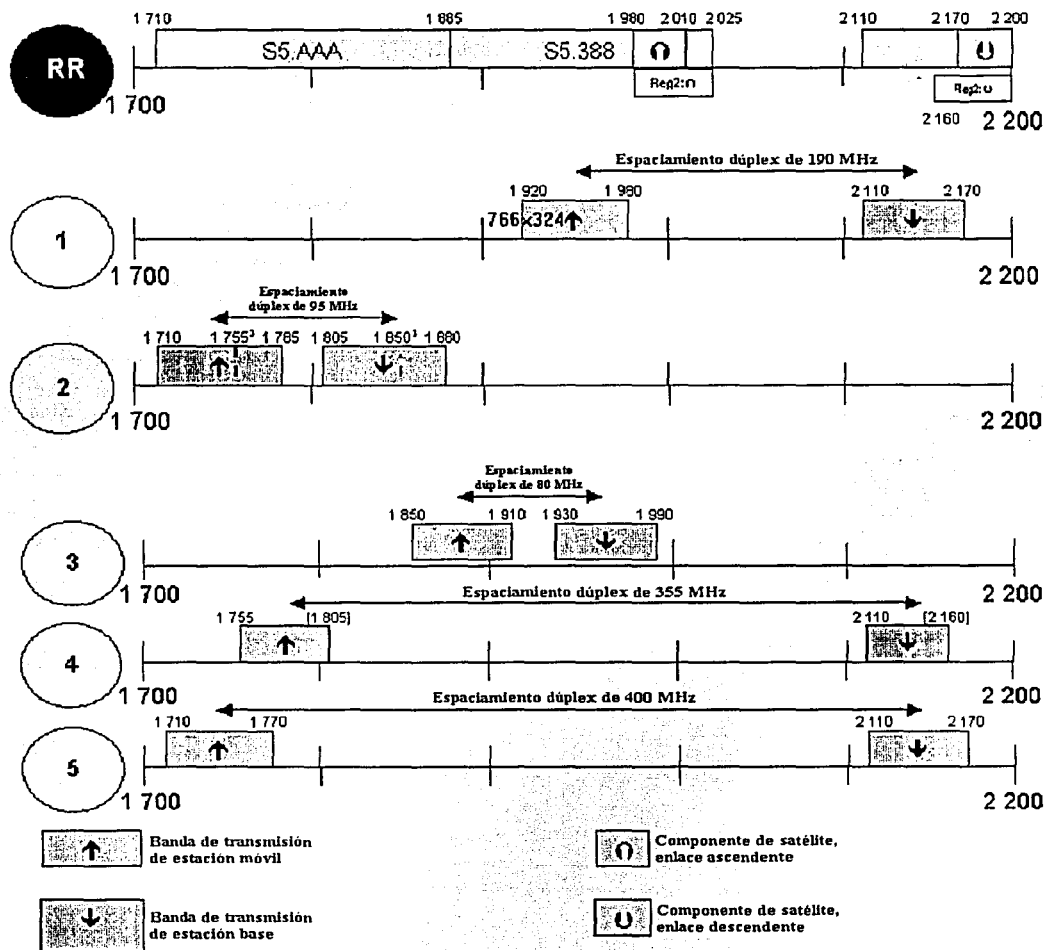 1 710 1 885 1 980 2 010 2 025 2110 2 170 2 200
RR S5.AAA S5.388
Reg2: Reg2:
1 700 2 160 2 200
Espaciamiento dúplex de 190 MHz
1 920 1 980 2110 2 170
1 766x324
1 700 2 200
Espaciamiento
dúplex de 95 MHz
1 710 1 755³ 1 785 1 805 1 850¹ 1 880
2
1 700 2 200
Espaciamiento
dúplex de 80 MHz
1 850 1 910 1 930 1 990
3
1 700 2 200
Espaciamiento dúplex de 355 MHz
1 755 [1 805] 2 110 [2 160]
4
1 700 2 200
Espaciamiento dúplex de 400 MHz
1 710 1 770 2 110 2 170
5
1 700 2 200
Banda de transmisión
de estación móvil
Componente de satélite,
enlace ascendente
Banda de transmisión
de estación base
Componente de satélite,
enlace descendente